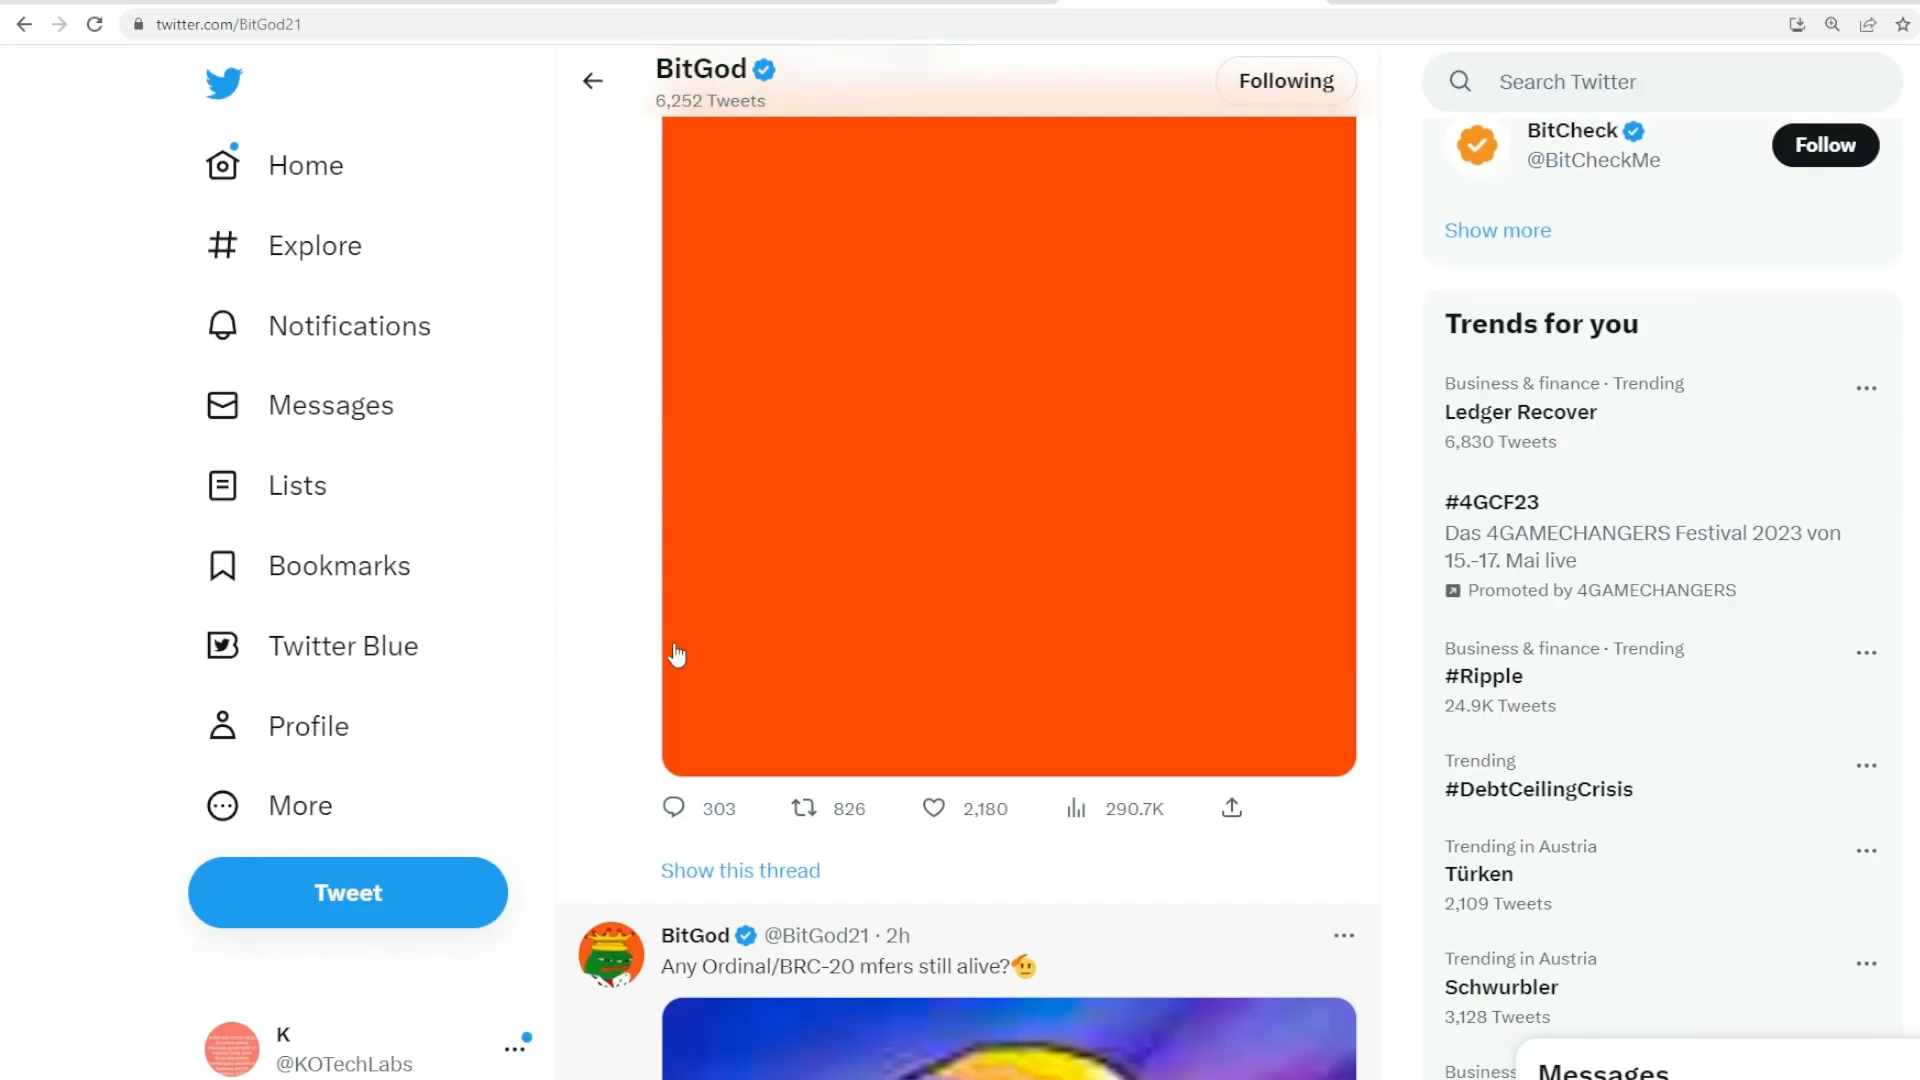 twitter.com/BitGod21
BitGod
6,252 Tweets
Following
Search Twitter
Home
Explore
Notifications
Messages
Lists
Bookmarks
Twitter Blue
Profile
More
Tweet
K
@KOTechLabs
303
826
2,180
290.7K
Show this thread
BitGod @BitGod21 · 2h
Any Ordinal/BRC-20 mfers still alive?🫡
BitCheck
@BitCheckMe
Follow
Show more
Trends for you
Business & finance · Trending
Ledger Recover
6,830 Tweets
#4GCF23
Das 4GAMECHANGERS Festival 2023 von
15.-17. Mai live
Promoted by 4GAMECHANGERS
Business & finance · Trending
#Ripple
24.9K Tweets
Trending
#DebtCeilingCrisis
Trending in Austria
Türken
2,109 Tweets
Trending in Austria
Schwurbler
3,128 Tweets
Business
Messages